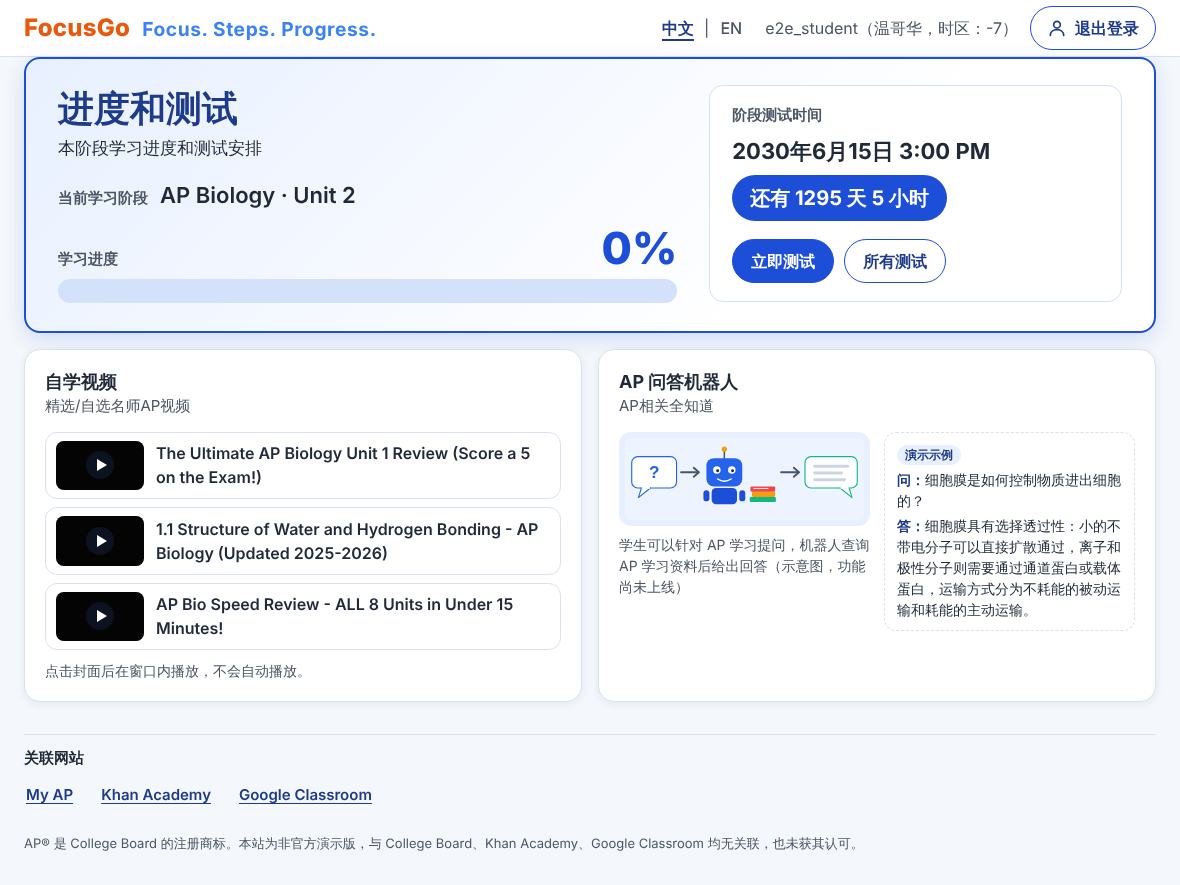 FocusGo Focus. Steps. Progress.
中文 | EN e2e_student（温哥华，时区：-7） 退出登录
进度和测试
本阶段学习进度和测试安排
当前学习阶段 AP Biology · Unit 2
学习进度 0%
阶段测试时间
2030年6月15日 3:00 PM
还有 1295 天 5 小时
立即测试 所有测试
自学视频
精选/自选名师AP视频
The Ultimate AP Biology Unit 1 Review (Score a 5
on the Exam!)
1.1 Structure of Water and Hydrogen Bonding - AP
Biology (Updated 2025-2026)
AP Bio Speed Review - ALL 8 Units in Under 15
Minutes!
点击封面后在窗口内播放，不会自动播放。
AP 问答机器人
AP相关全知道
?
学生可以针对 AP 学习提问，机器人查询
AP 学习资料后给出回答（示意图，功能
尚未上线）
演示示例
问：细胞膜是如何控制物质进出细胞
的？
答：细胞膜具有选择透过性：小的不
带电分子可以直接扩散通过，离子和
极性分子则需要通过通道蛋白或载体
蛋白，运输方式分为不耗能的被动运
输和耗能的主动运输。
关联网站
My AP Khan Academy Google Classroom
AP® 是 College Board 的注册商标。本站为非官方演示版，与 College Board、Khan Academy、Google Classroom 均无关联，也未获其认可。